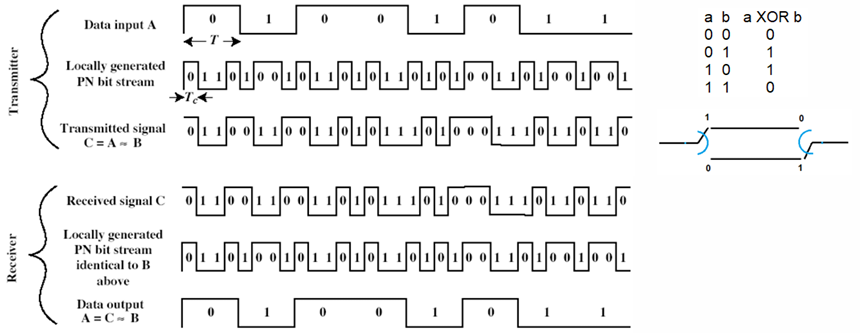 a b a XOR b
0 0 0
0 1 1
1 0 1
1 1 0
1 0
0 1
Transmitter
Data input A
0 1 0 0 1 0 1 1
T
Locally generated
PN bit stream
0 1 1 0 1 0 0 1 0 1 1 0 1 0 1 1 0 1 0 1 0 0 1 1 0 1 0 0 1 0 0 1
Tc
Transmitted signal
C = A ≈ B
0 1 1 0 0 1 1 0 0 1 1 0 1 0 1 1 1 0 1 0 0 0 1 1 1 0 1 1 0 1 1 0
Receiver
Received signal C
0 1 1 0 0 1 1 0 0 1 1 0 1 0 1 1 1 0 1 0 0 0 1 1 1 0 1 1 0 1 1 0
Locally generated
PN bit stream
identical to B
above
0 1 1 0 1 0 0 1 0 1 1 0 1 0 1 1 0 1 0 1 0 0 1 1 0 1 0 0 1 0 0 1
Data output
A = C ≈ B
0 1 0 0 1 0 1 1